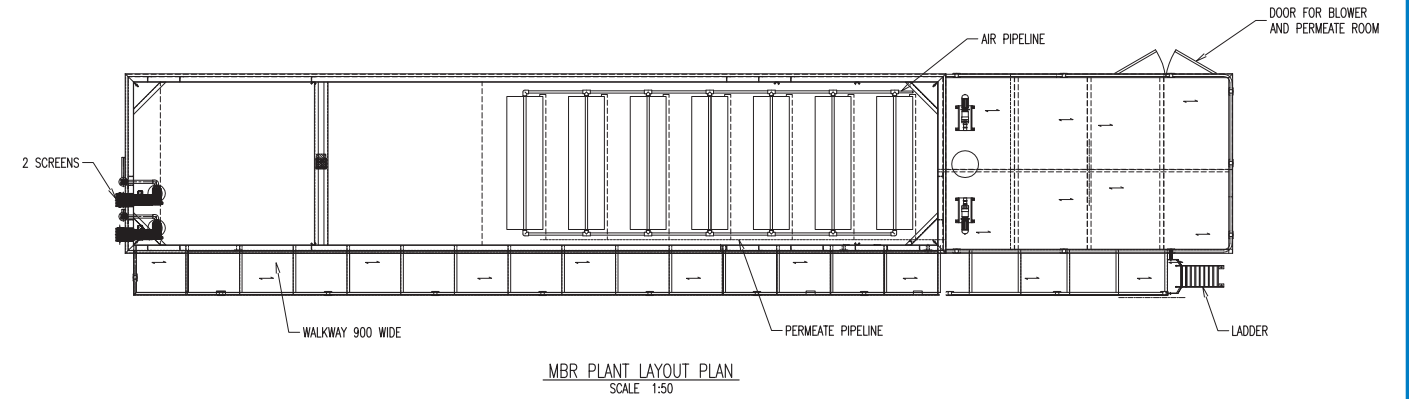 DOOR FOR BLOWER
AND PERMEATE ROOM
AIR PIPELINE
2 SCREENS
WALKWAY 900 WIDE
PERMEATE PIPELINE
LADDER
MBR PLANT LAYOUT PLAN
SCALE 1:50